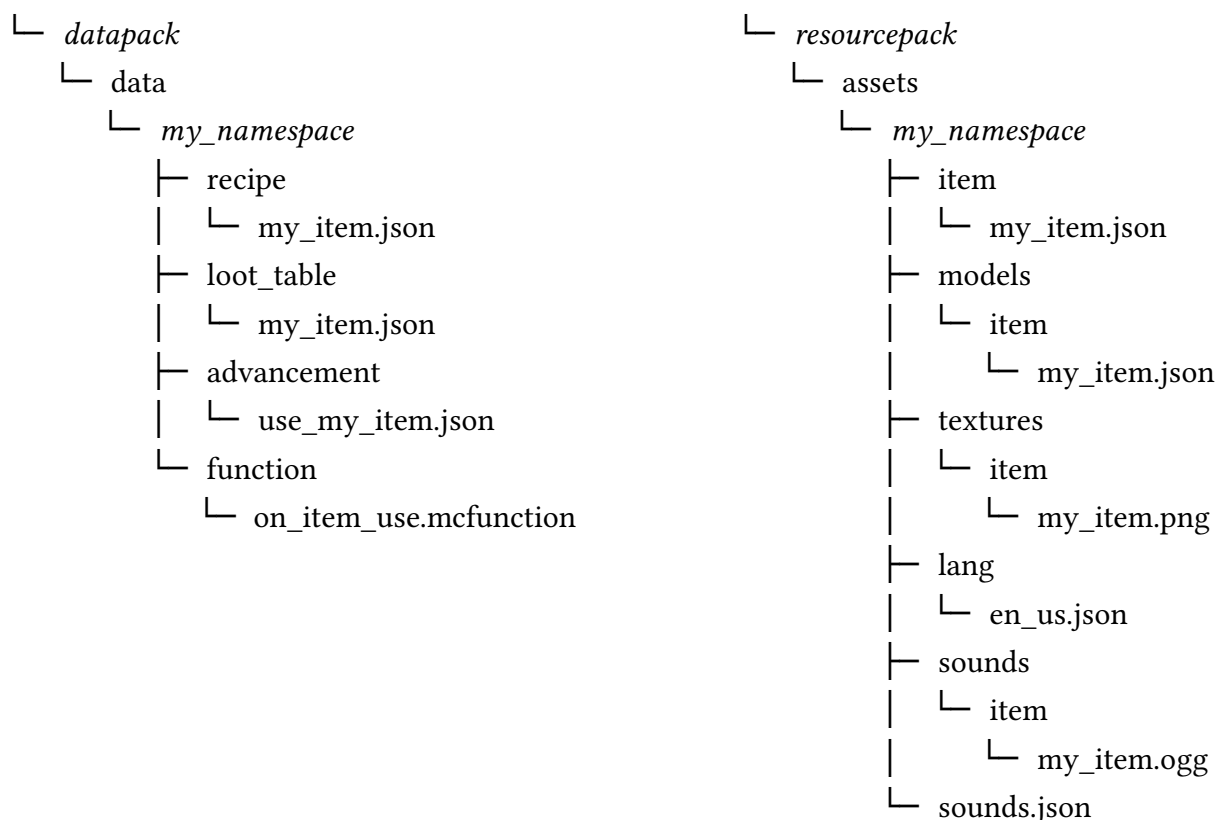 datapack
data
my_namespace
recipe
my_item.json
loot_table
my_item.json
advancement
use_my_item.json
function
on_item_use.mcfunction
resourcepack
assets
my_namespace
item
my_item.json
models
item
my_item.json
textures
item
my_item.png
lang
en_us.json
sounds
item
my_item.ogg
sounds.json